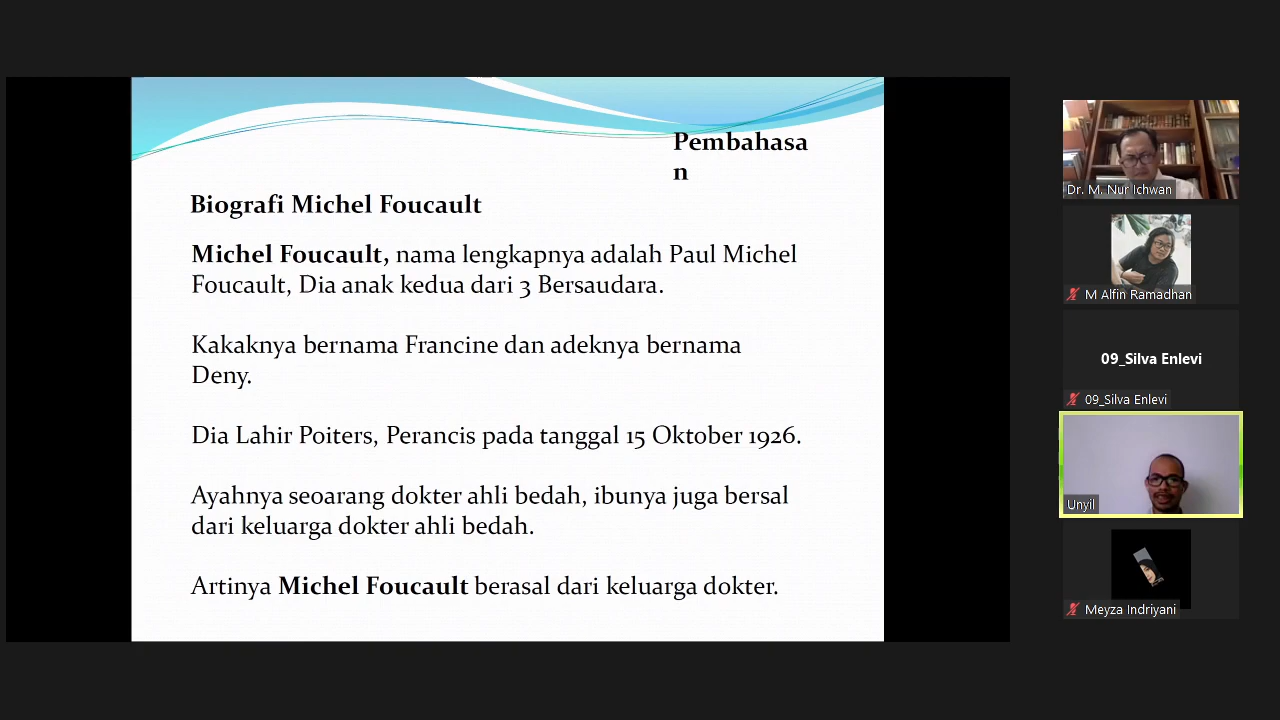 Pembahasa
n
Biografi Michel Foucault
Michel Foucault, nama lengkapnya adalah Paul Michel
Foucault, Dia anak kedua dari 3 Bersaudara.
Kakaknya bernama Francine dan adeknya bernama
Deny.
Dia Lahir Poiters, Perancis pada tanggal 15 Oktober 1926.
Ayahnya seoarang dokter ahli bedah, ibunya juga bersal
dari keluarga dokter ahli bedah.
Artinya Michel Foucault berasal dari keluarga dokter.
Dr. M. Nur Ichwan
M Alfin Ramadhan
09_Silva Enlevi
09_Silva Enlevi
Unyil
Meyza Indriyani